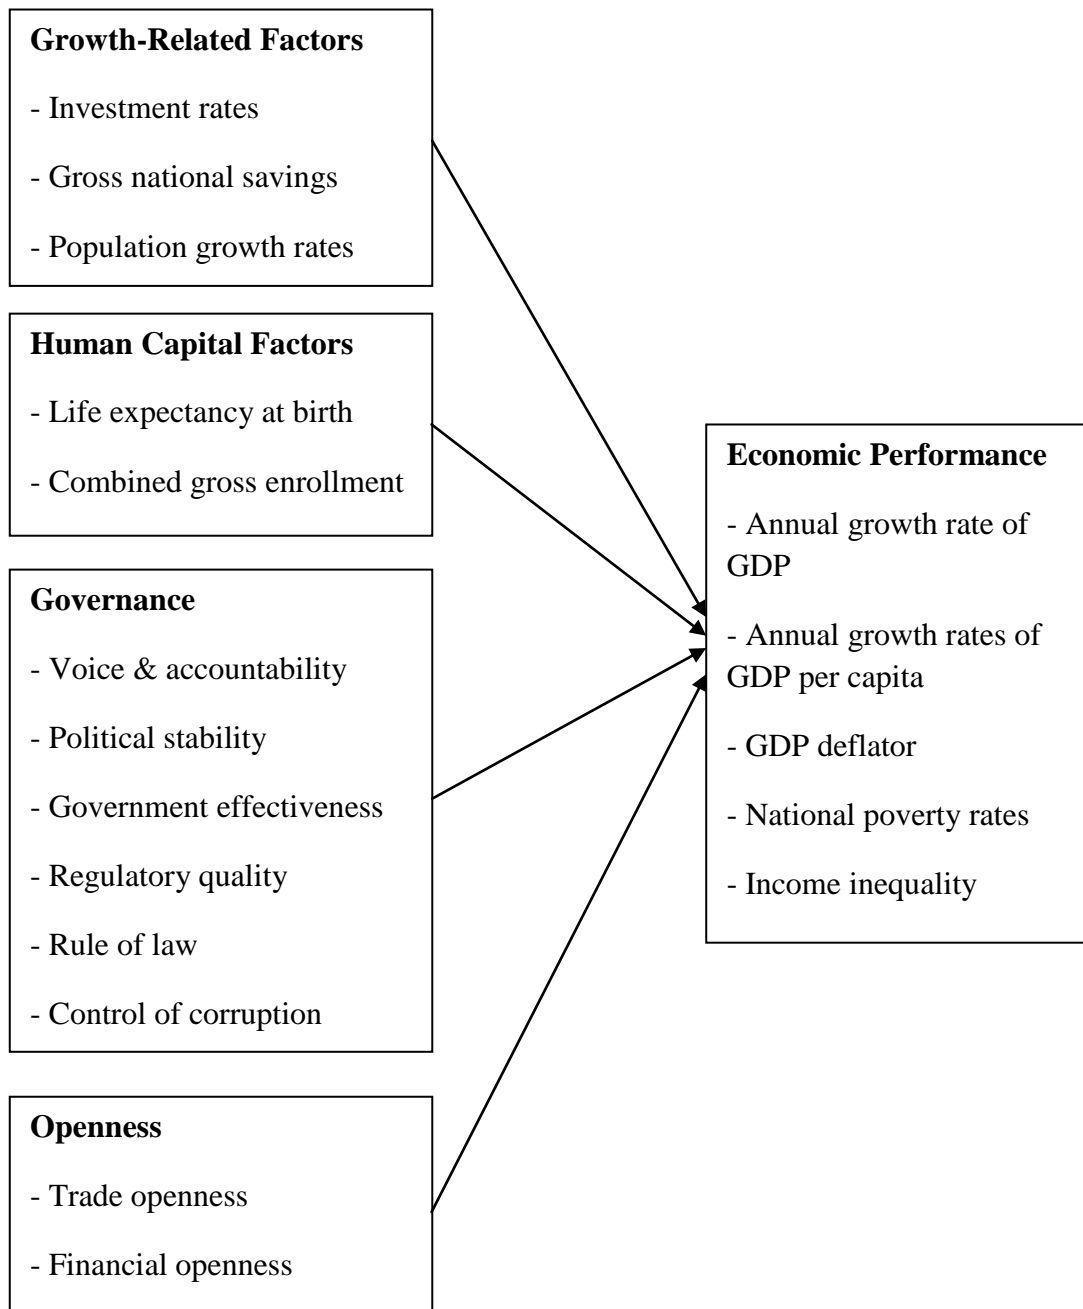 Growth-Related Factors
- Investment rates
- Gross national savings
- Population growth rates
Human Capital Factors
- Life expectancy at birth
- Combined gross enrollment
Governance
- Voice & accountability
- Political stability
- Government effectiveness
- Regulatory quality
- Rule of law
- Control of corruption
Openness
- Trade openness
- Financial openness
Economic Performance
- Annual growth rate of
GDP
- Annual growth rates of
GDP per capita
- GDP deflator
- National poverty rates
- Income inequality